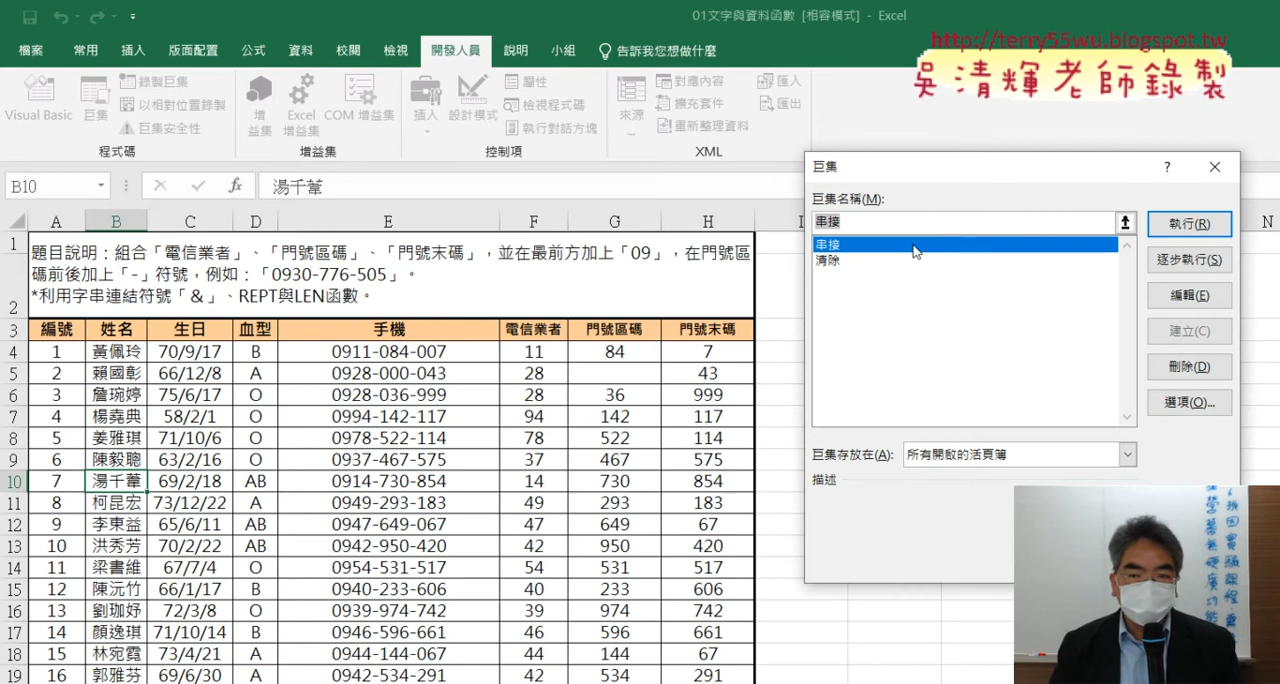 01文字與資料函數 [相容模式] - Excel
http://terry55wu.blogspot.tw
吳清輝老師錄製
檔案 常用 插入 版面配置 公式 資料 校閱 檢視 開發人員 說明 小組 告訴我您想做什麼
Visual Basic 巨集 錄製巨集 以相對位置錄製 巨集安全性 程式碼
增益集 Excel 增益集 COM 增益集 增益集
插入 設計模式 屬性 檢視程式碼 執行對話方塊 控制項
來源 對應內容 擴充套件 重新整理資料 匯入 匯出 XML
B10 fx 湯千葦
A B C D E F G H I N
1 題目說明：組合「電信業者」、「門號區碼」、「門號末碼」，並在最前方加上「09」，在門號區
碼前後加上「-」符號，例如：「0930-776-505」。
2 *利用字串連結符號「&」、REPT與LEN函數。
3 編號 姓名 生日 血型 手機 電信業者 門號區碼 門號末碼
4 1 黃佩玲 70/9/17 B 0911-084-007 11 84 7
5 2 賴國彰 66/12/8 A 0928-000-043 28 43
6 3 詹琬婷 75/6/17 O 0928-036-999 28 36 999
7 4 楊堯典 58/2/1 O 0994-142-117 94 142 117
8 5 姜雅琪 71/10/6 O 0978-522-114 78 522 114
9 6 陳毅聰 63/2/16 O 0937-467-575 37 467 575
10 7 湯千葦 69/2/18 AB 0914-730-854 14 730 854
11 8 柯昆宏 73/12/22 A 0949-293-183 49 293 183
12 9 李東益 65/6/11 AB 0947-649-067 47 649 67
13 10 洪秀芳 70/2/22 AB 0942-950-420 42 950 420
14 11 梁書維 67/7/4 O 0954-531-517 54 531 517
15 12 陳沅竹 66/1/17 B 0940-233-606 40 233 606
16 13 劉珈妤 72/3/8 O 0939-974-742 39 974 742
17 14 顏逸琪 71/10/14 B 0946-596-661 46 596 661
18 15 林宛霓 73/4/21 A 0944-144-067 44 144 67
19 16 郭雅芬 69/6/30 A 0942-534-291 42 534 291
巨集 ?
巨集名稱(M):
串接
串接
清除
執行(R)
逐步執行(S)
編輯(E)
建立(C)
刪除(D)
選項(O)...
巨集存放在(A): 所有開啟的活頁簿
描述